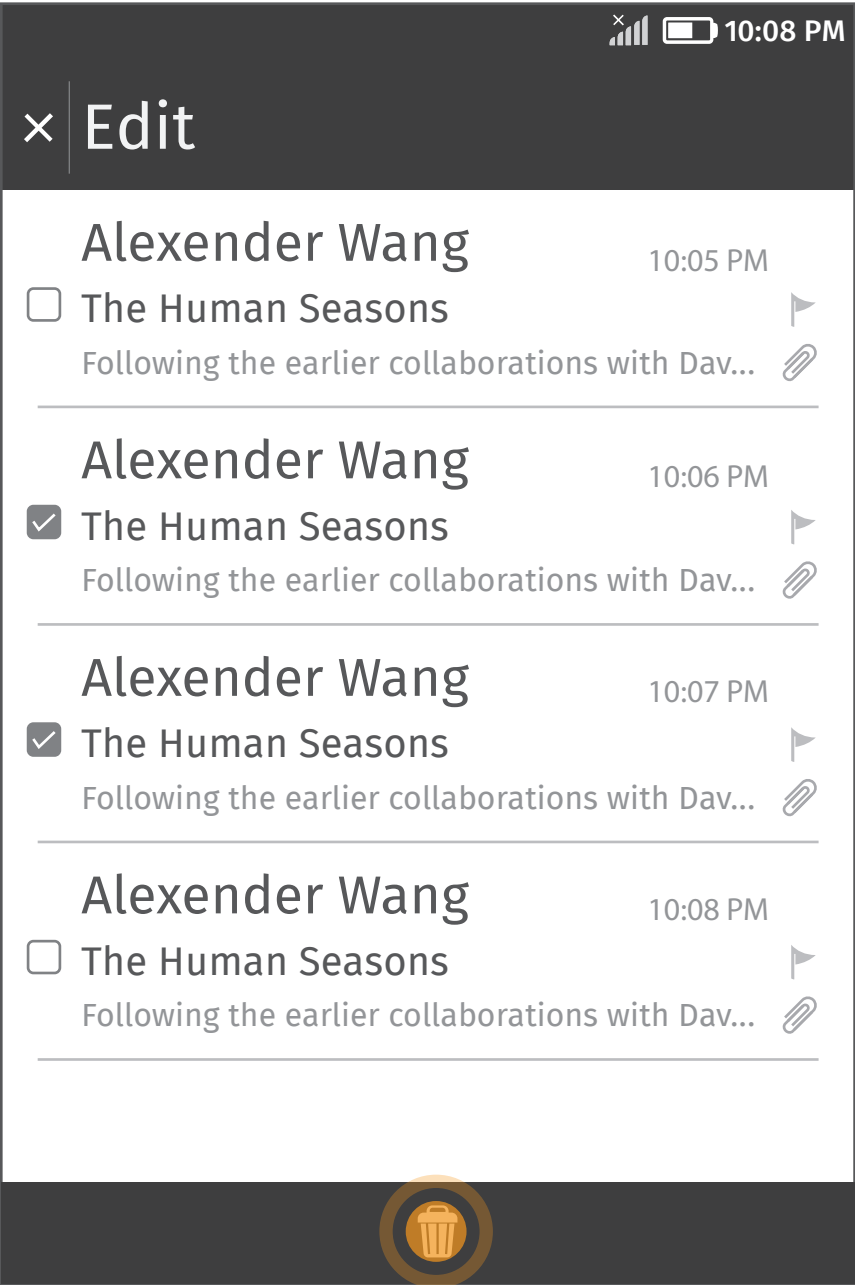 10:08 PM
Edit
Alexender Wang
10:05 PM
The Human Seasons
Following the earlier collaborations with Dav...
Alexender Wang
10:06 PM
The Human Seasons
Following the earlier collaborations with Dav...
Alexender Wang
10:07 PM
The Human Seasons
Following the earlier collaborations with Dav...
Alexender Wang
10:08 PM
The Human Seasons
Following the earlier collaborations with Dav...